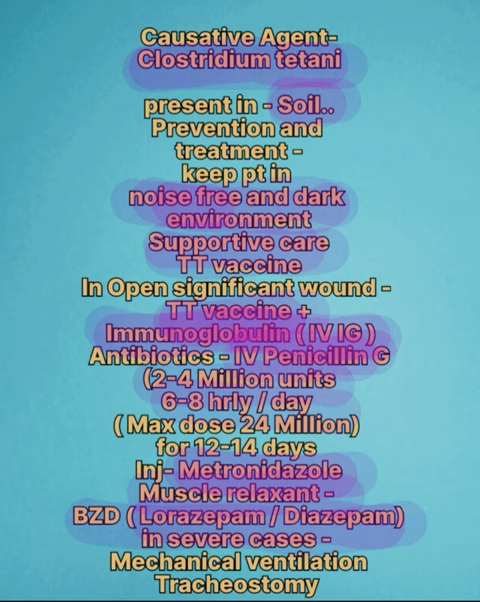 Causative Agent-
Clostridium tetani
present in - Soil..
Prevention and
treatment -
keep pt in
noise free and dark
environment
Supportive care
TT vaccine
In Open significant wound -
TT vaccine +
Immunoglobulin ( IV IG )
Antibiotics - IV Penicillin G
(2-4 Million units
6-8 hrly / day
( Max dose 24 Million)
for 12-14 days
Inj- Metronidazole
Muscle relaxant -
BZD ( Lorazepam / Diazepam)
in severe cases -
Mechanical ventilation
Tracheostomy